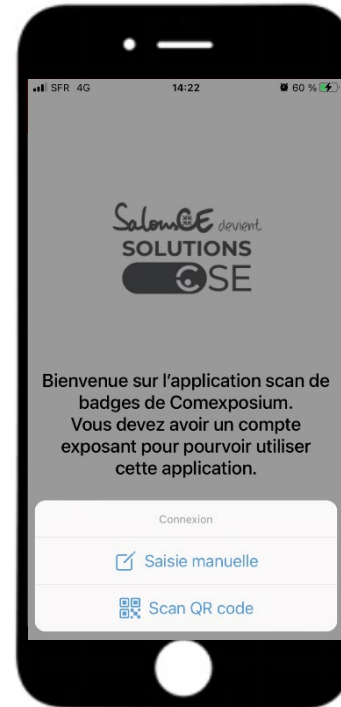 SFR 4G 14:22 60 %
SalonsCE devient
SOLUTIONS
CSE
Bienvenue sur l'application scan de
badges de Comexposium.
Vous devez avoir un compte
exposant pour pourvoir utiliser
cette application.
Connexion
Saisie manuelle
Scan QR code